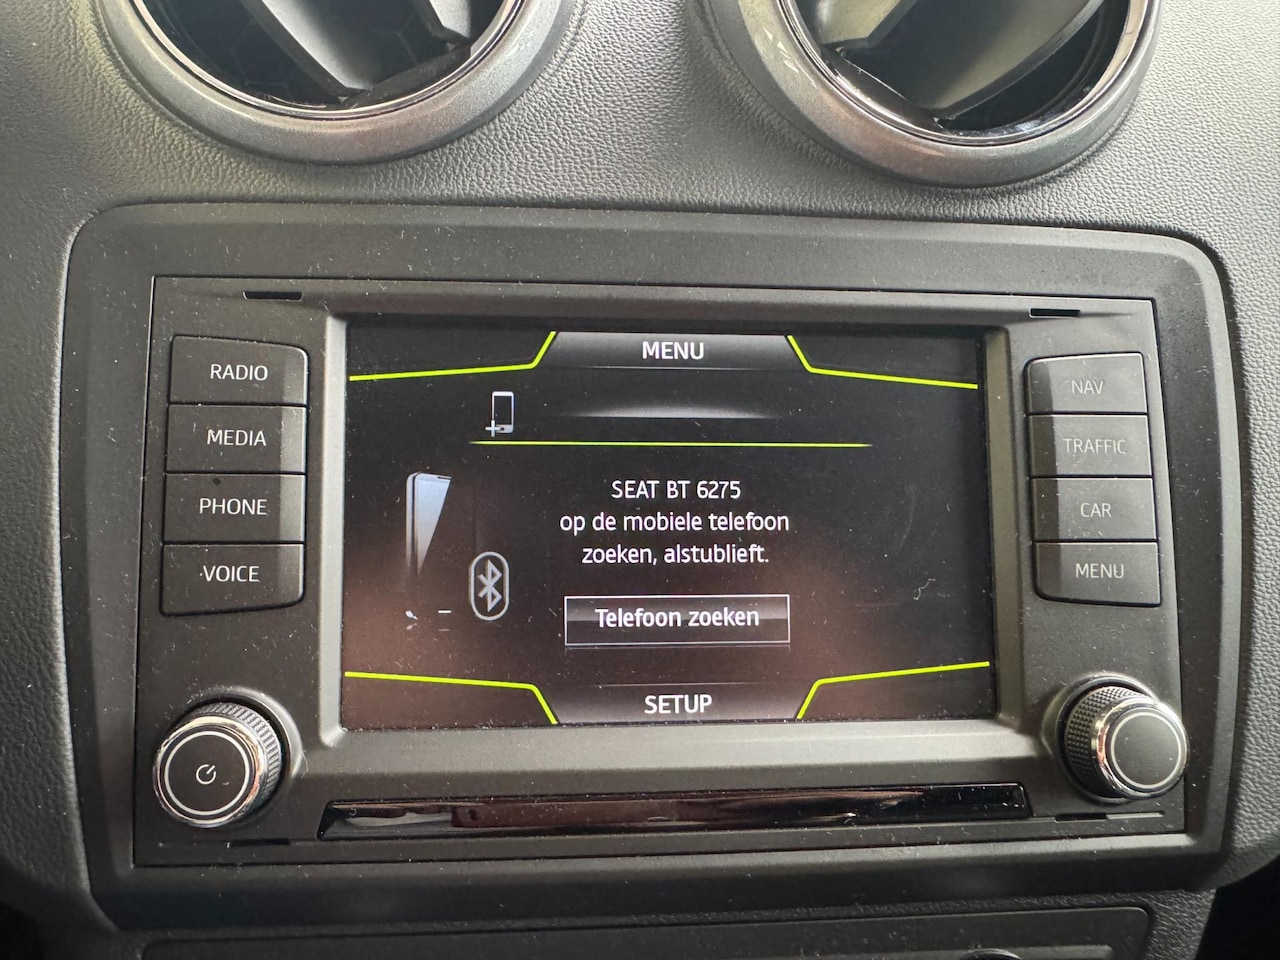 MENU
RADIO
MEDIA
PHONE
VOICE
SEAT BT 6275
op de mobiele telefoon
zoeken, alstublieft.
Telefoon zoeken
SETUP
NAV
TRAFFIC
CAR
MENU